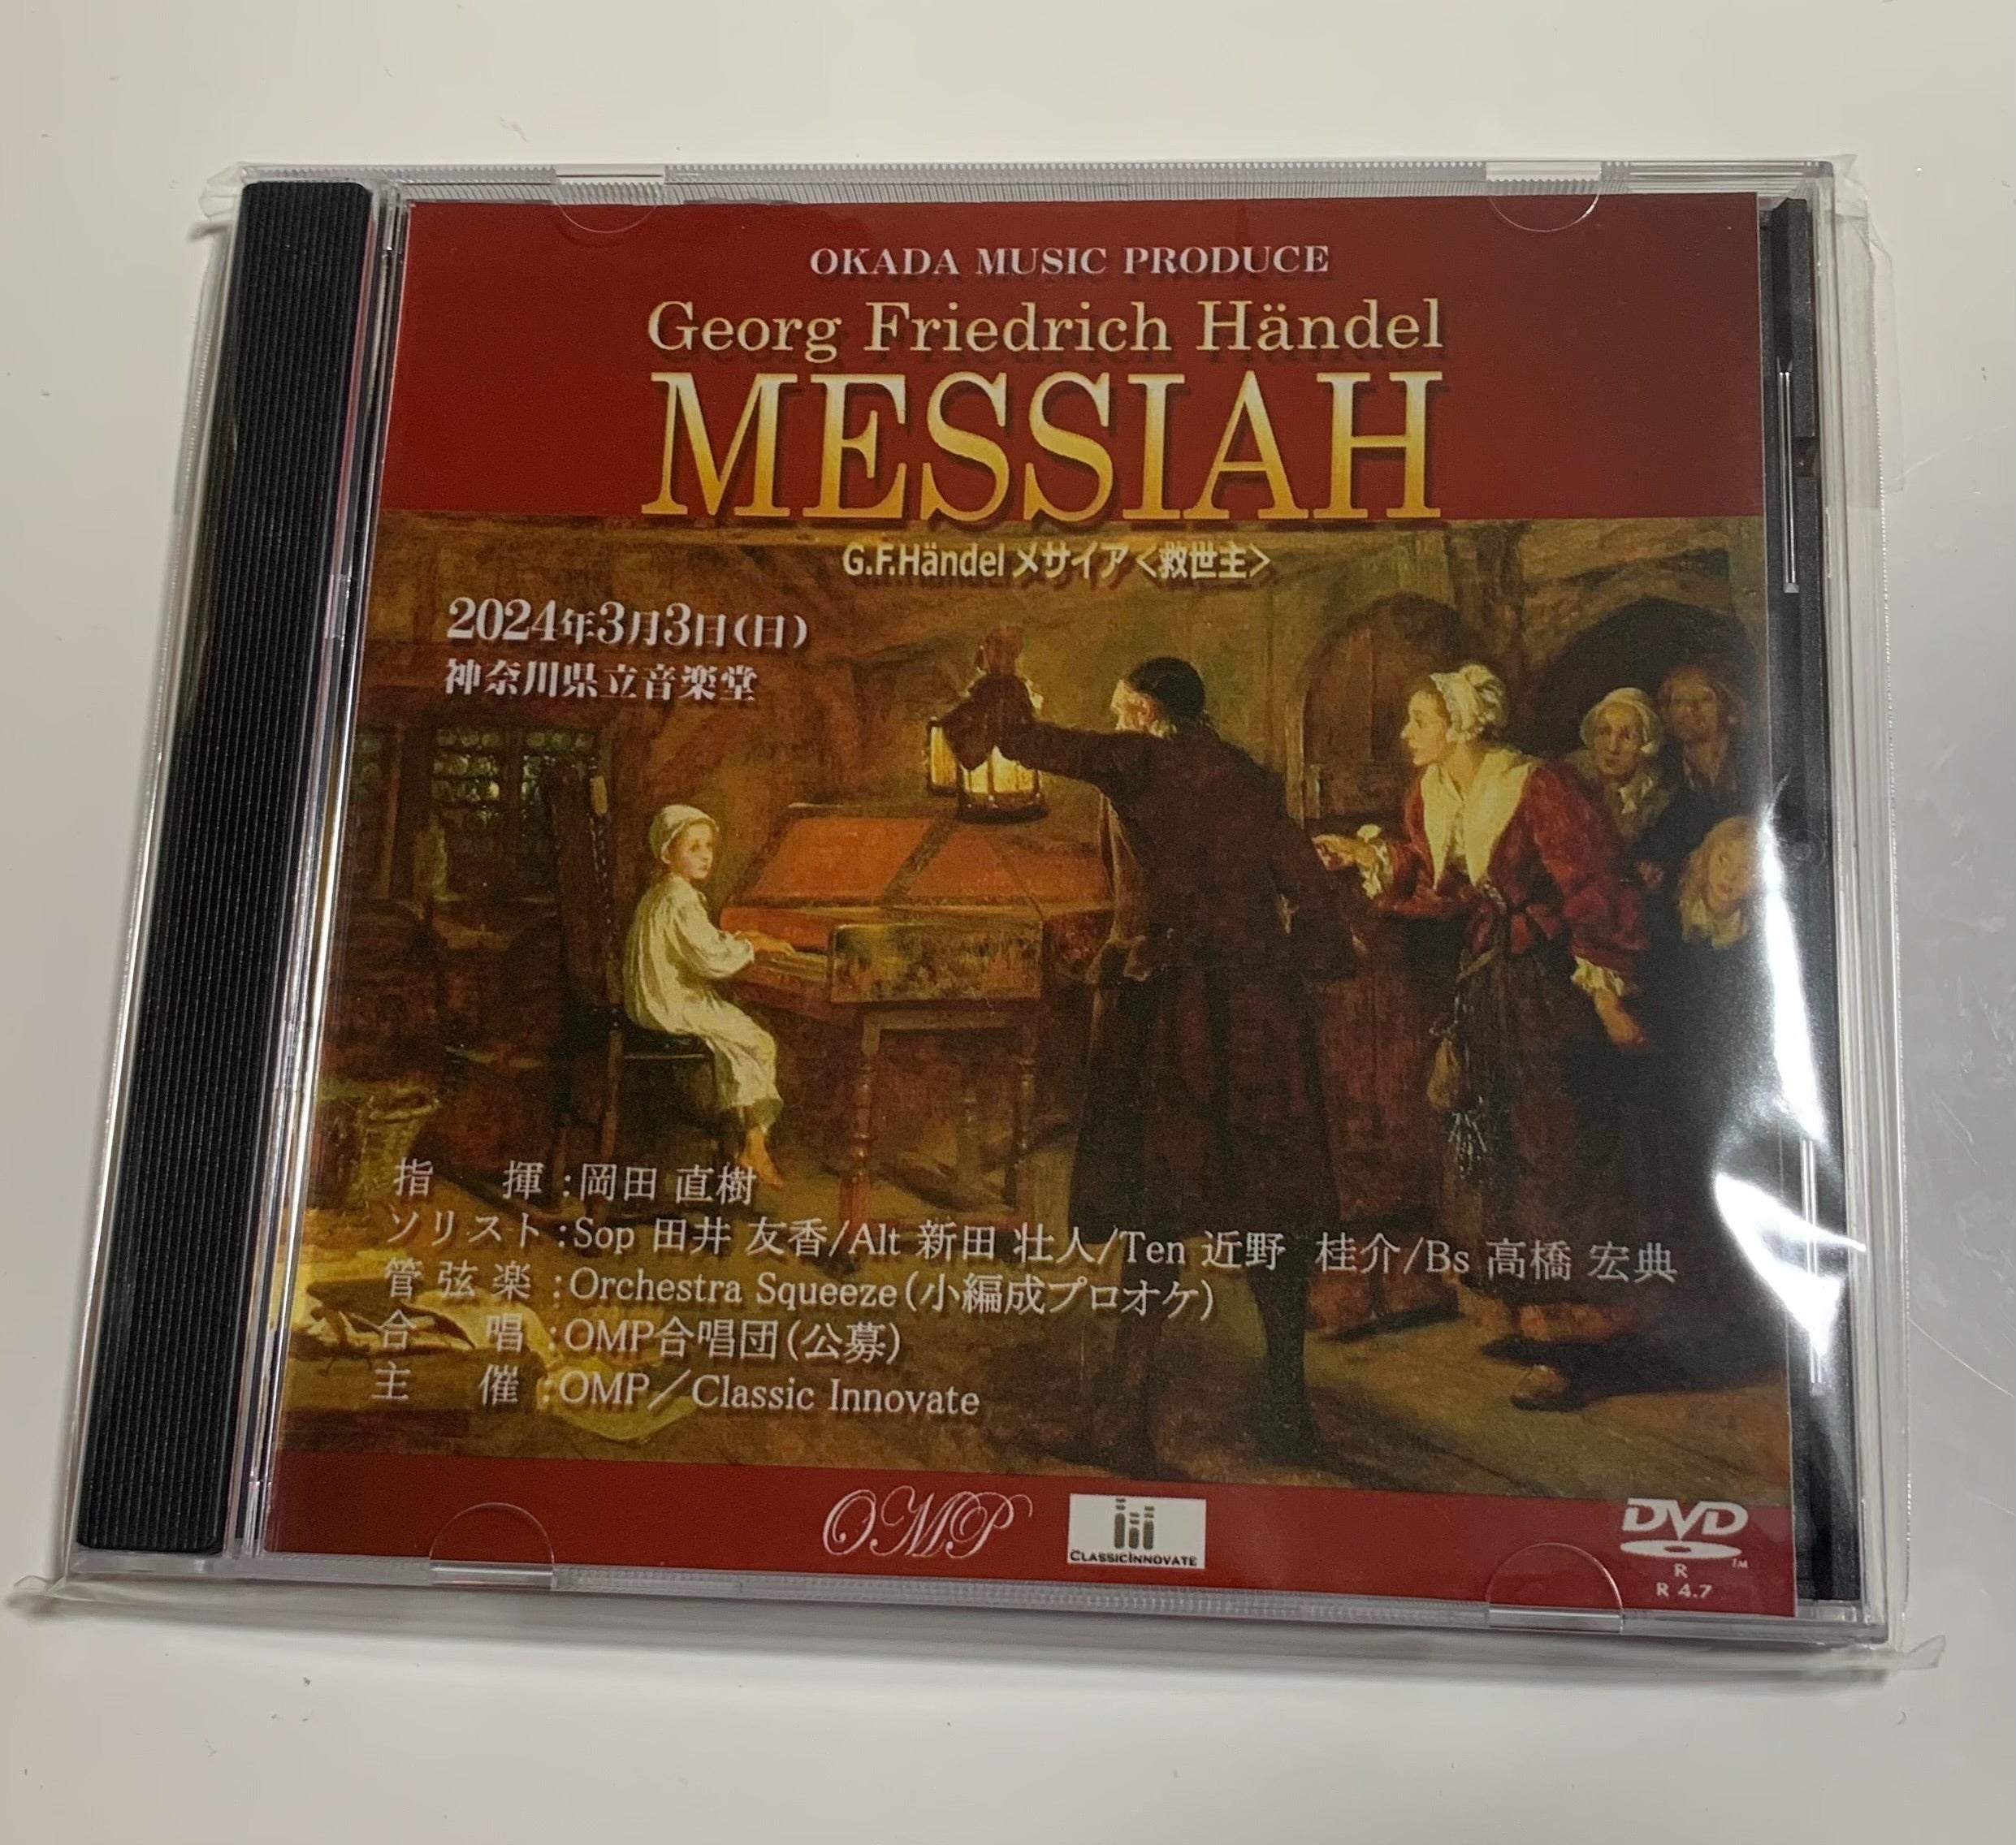 OKADA MUSIC PRODUCE
Georg Friedrich Händel
MESSIAH
G.F.Händel メサイア<救世主>
2024年3月3日(日)
神奈川県立音楽堂
指　揮:岡田 直樹
ソリスト:Sop 田井 友香/Alt 新田 壮人/Ten 近野 桂介/Bs 高橋 宏典
管弦楽:Orchestra Squeeze(小編成プロオケ)
合　唱:OMP合唱団(公募)
主　催:OMP/Classic Innovate
OMP
CLASSICINNOVATE
DVD
TM
R
R 4.7